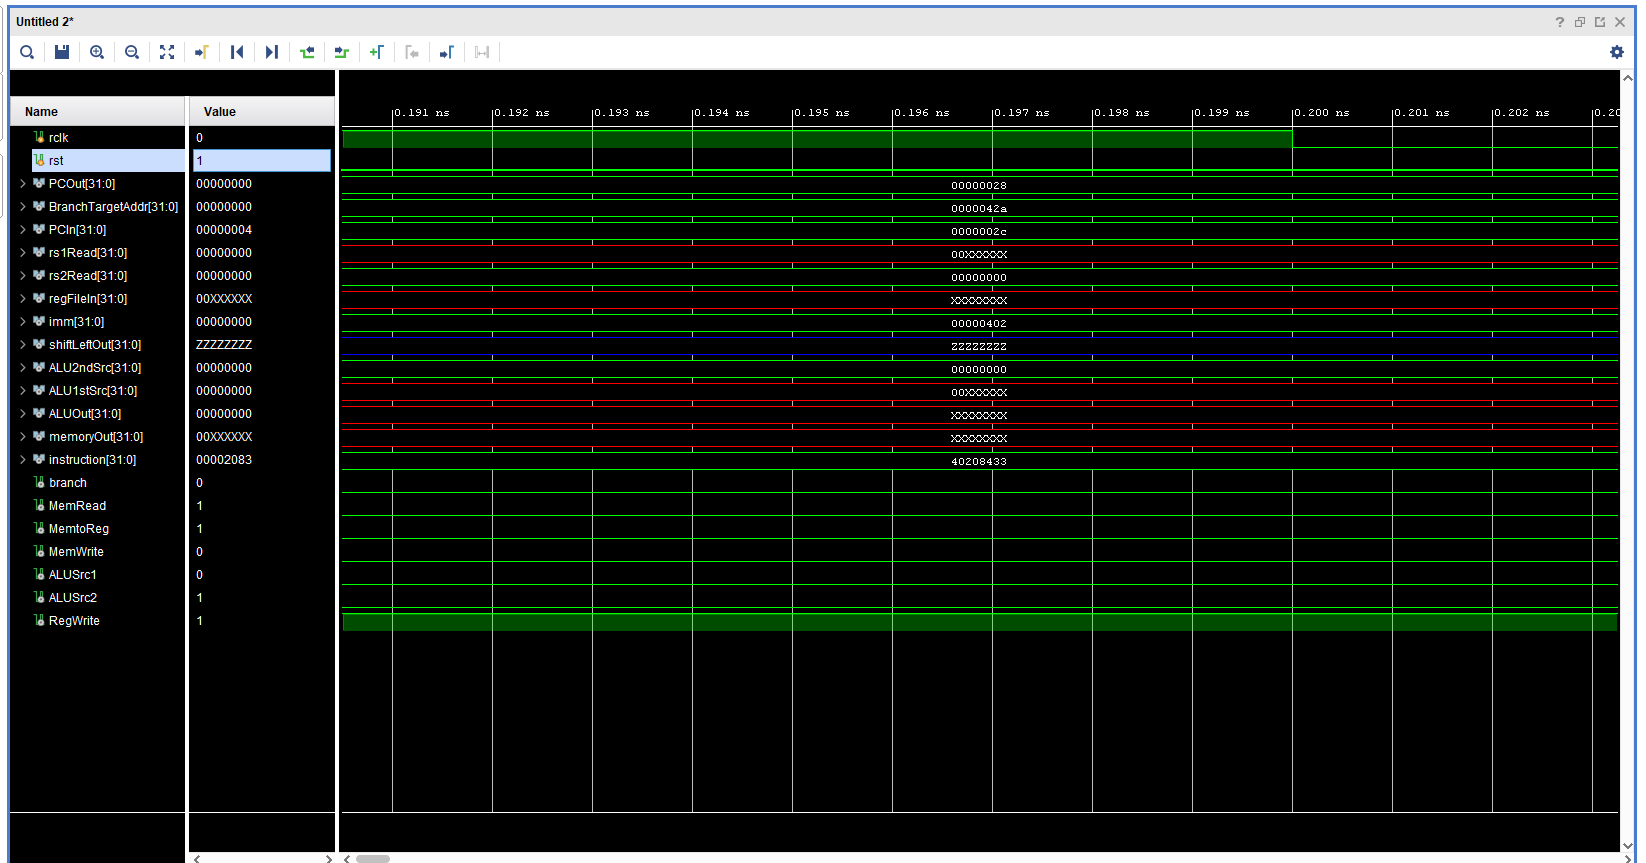 Untitled 2*
Name Value
0.191 ns 0.192 ns 0.193 ns 0.194 ns 0.195 ns 0.196 ns 0.197 ns 0.198 ns 0.199 ns 0.200 ns 0.201 ns 0.202 ns 0.20
rclk 0
rst 1
PCOut[31:0] 00000000 00000028
BranchTargetAddr[31:0] 00000000 0000042a
PCIn[31:0] 00000004 0000002c
rs1Read[31:0] 00000000 00XXXXXX
rs2Read[31:0] 00000000 00000000
regFileIn[31:0] 00XXXXXX XXXXXXXX
imm[31:0] 00000000 00000402
shiftLeftOut[31:0] ZZZZZZZZ ZZZZZZZZ
ALU2ndSrc[31:0] 00000000 00000000
ALU1stSrc[31:0] 00000000 00XXXXXX
ALUOut[31:0] 00000000 XXXXXXXX
memoryOut[31:0] 00XXXXXX XXXXXXXX
instruction[31:0] 00002083 40208433
branch 0
MemRead 1
MemtoReg 1
MemWrite 0
ALUSrc1 0
ALUSrc2 1
RegWrite 1